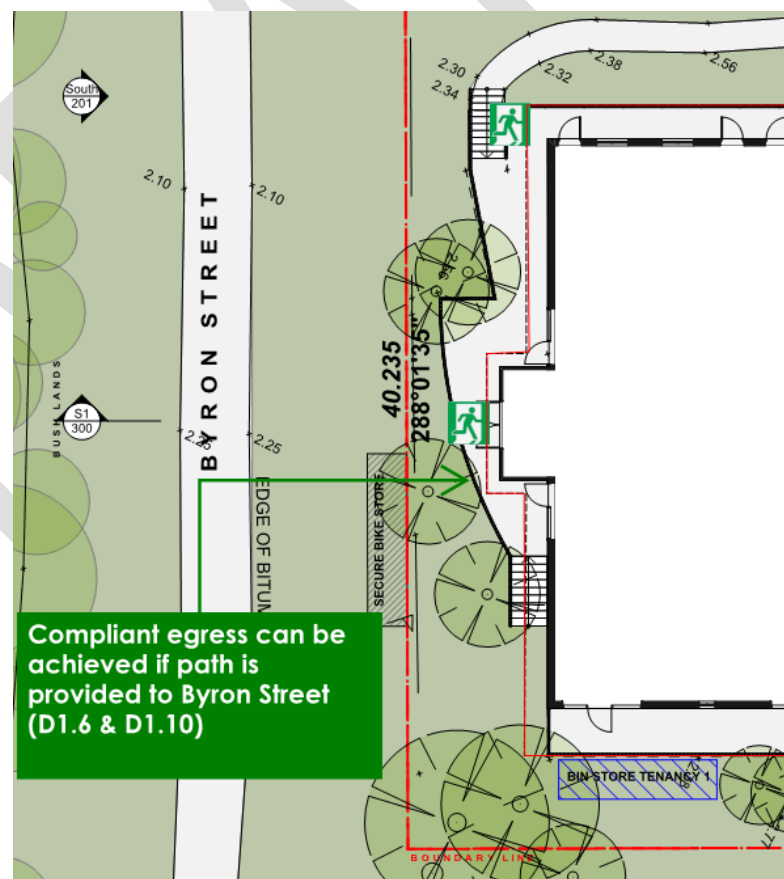 2.30
2.32
2.38
2.56
2.34
South
201
2.10
2.10
BYRON STREET
40.235
288°01'35"
BUSH LANDS
S1
300
2.25
2.25
EDGE OF BITUM
SECURE BIKE STORE
Compliant egress can be
achieved if path is
provided to Byron Street
(D1.6 & D1.10)
BIN-STORE TENANCY 1
BOUNDARY LINE